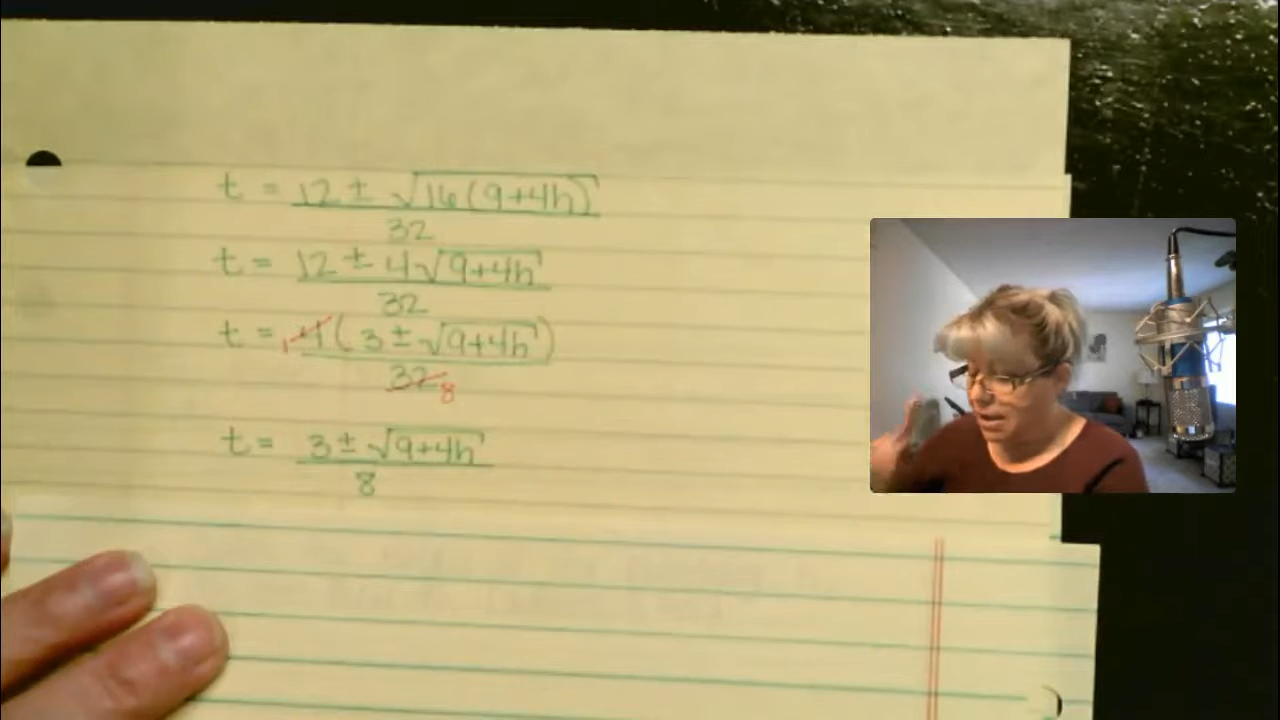 t = 12 ± √16(9+4h)
32
t = 12 ± 4√9+4h
32
t = 1 4(3 ± √9+4h)
32 8
t = 3 ± √9+4h
8